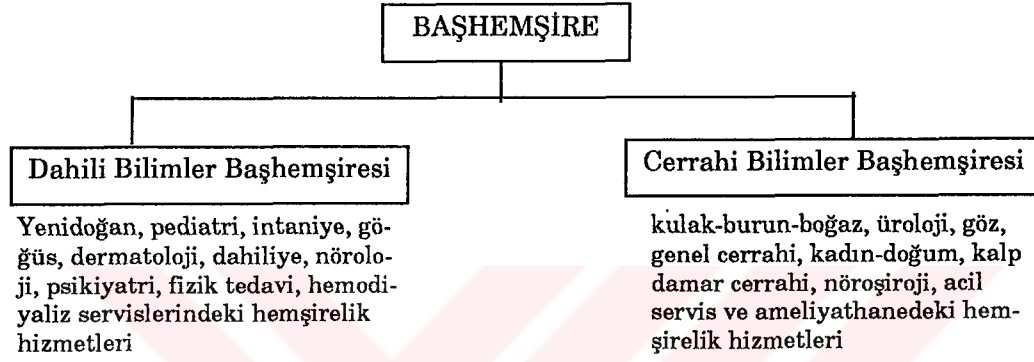 BAŞHEMŞİRE
Dahili Bilimler Başhemşiresi
Yenidoğan, pediatri, intaniye, gö-
ğüs, dermatoloji, dahiliye, nörolo-
ji, psikiyatri, fizik tedavi, hemodi-
yaliz servislerindeki hemşirelik
hizmetleri
Cerrahi Bilimler Başhemşiresi
kulak-burun-boğaz, üroloji, göz,
genel cerrahi, kadın-doğum, kalp
damar cerrahi, nöroşiroji, acil
servis ve ameliyathanedeki hem-
şirelik hizmetleri